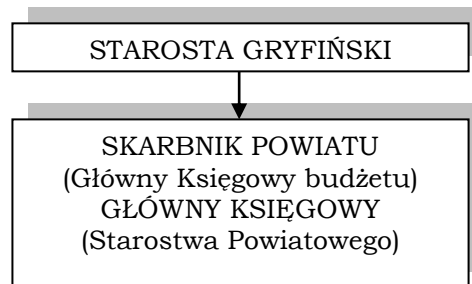 STAROSTA GRYFIŃSKI
SKARBNIK POWIATU
(Główny Księgowy budżetu)
GŁÓWNY KSIĘGOWY
(Starostwa Powiatowego)